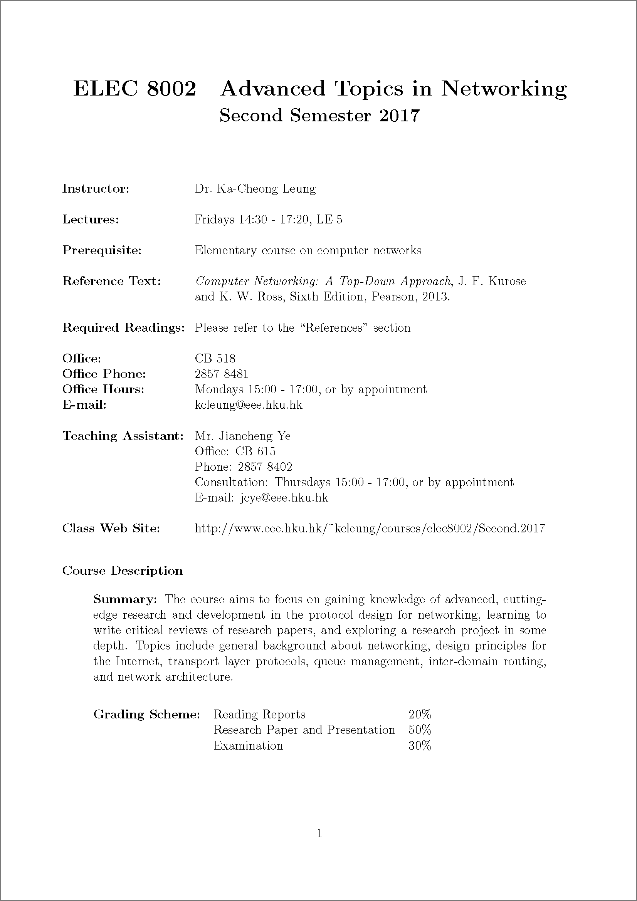 ELEC 8002 Advanced Topics in Networking
Second Semester 2017
Instructor: Dr. Ka-Cheong Leung
Lectures: Fridays 14:30 - 17:20, LE 5
Prerequisite: Elementary course on computer networks
Reference Text: Computer Networking: A Top-Down Approach, J. F. Kurose
and K. W. Ross, Sixth Edition, Pearson, 2013.
Required Readings: Please refer to the “References” section
Office: CB 518
Office Phone: 2857 8481
Office Hours: Mondays 15:00 - 17:00, or by appointment
E-mail: kcleung@eee.hku.hk
Teaching Assistant: Mr. Jiancheng Ye
Office: CB 615
Phone: 2857 8402
Consultation: Thursdays 15:00 - 17:00, or by appointment
E-mail: jcye@eee.hku.hk
Class Web Site: http://www.eee.hku.hk/~kcleung/courses/elec8002/Second.2017
Course Description
Summary: The course aims to focus on gaining knowledge of advanced, cutting-
edge research and development in the protocol design for networking, learning to
write critical reviews of research papers, and exploring a research project in some
depth. Topics include general background about networking, design principles for
the Internet, transport layer protocols, queue management, inter-domain routing,
and network architecture.
Grading Scheme: Reading Reports 20%
Research Paper and Presentation 50%
Examination 30%
1